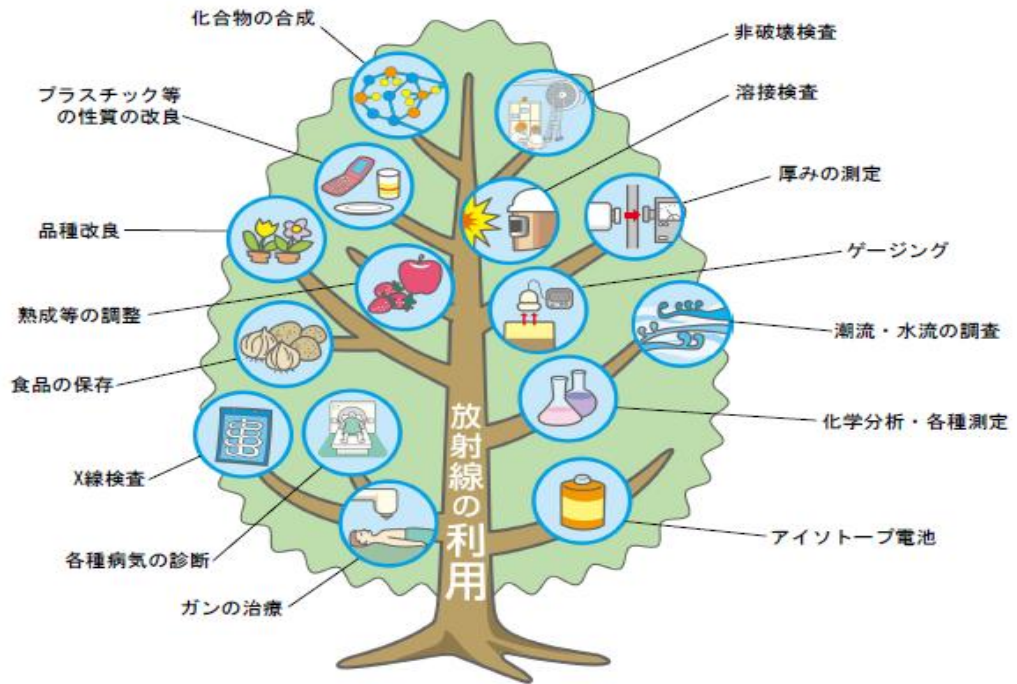 化合物の合成
プラスチック等
の性質の改良
品種改良
熟成等の調整
食品の保存
X線検査
各種病気の診断
ガンの治療
非破壊検査
溶接検査
厚みの測定
ゲージング
潮流・水流の調査
化学分析・各種測定
アイソトープ電池
放射線の利用